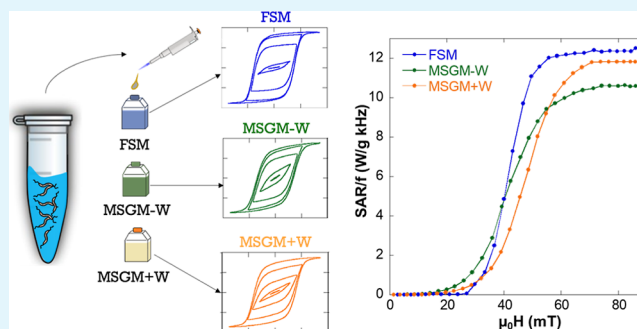 FSM
FSM
MSGM-W
MSGM-W
MSGM+W
MSGM+W
SAR/f (W/g kHz)
12
10
8
6
4
2
0
FSM
MSGM-W
MSGM+W
0 20 40 60 80
μ₀H (mT)